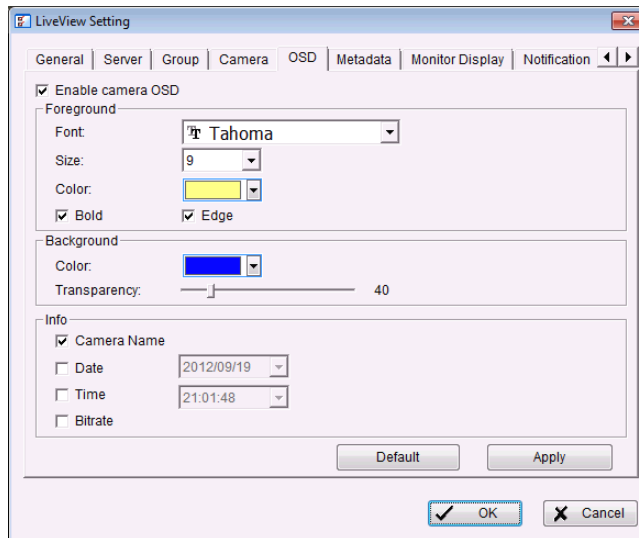 LiveView Setting
General Server Group Camera OSD Metadata Monitor Display Notification
Enable camera OSD
Foreground
Font: Tahoma
Size: 9
Color:
Bold Edge
Background
Color:
Transparency: 40
Info
Camera Name
Date 2012/09/19
Time 21:01:48
Bitrate
Default Apply
OK Cancel